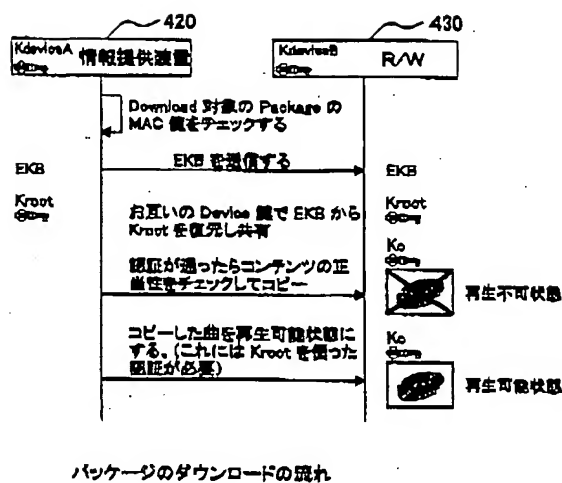 420
430
KdeviceA
情報提供装置
KdeviceB
R/W
Download 対象の Package の
MAC 値をチェックする
EKB を送信する
EKB
EKB
Kroot
Kroot
お互いの Device 鍵で EKB から
Kroot を復元し共有
Kc
認証が通ったらコンテンツの正
当性をチェックしてコピー
再生不可状態
コピーした曲を再生可能状態に
する。(これには Kroot を使った
認証が必要)
Kc
再生可能状態
パッケージのダウンロードの流れ